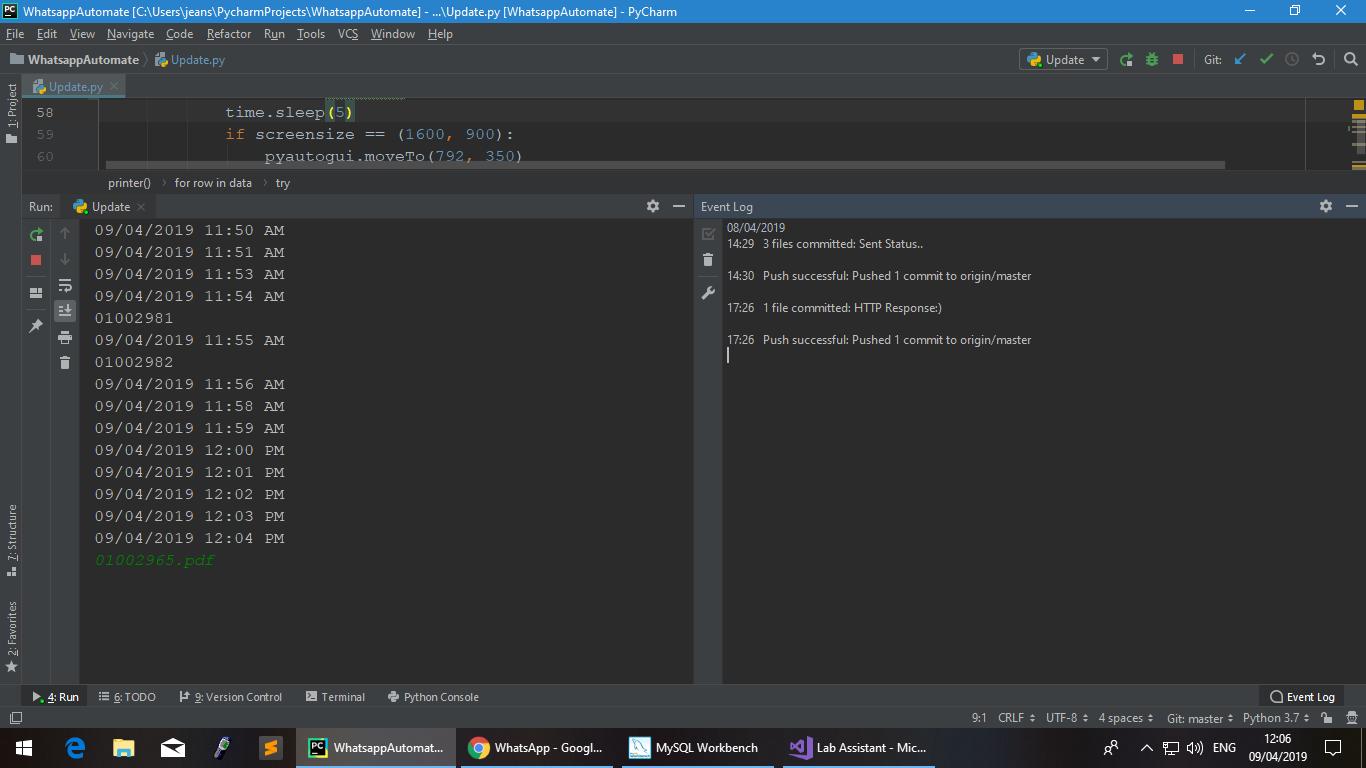 WhatsappAutomate [C:\Users\jeans\PycharmProjects\WhatsappAutomate] - ...\Update.py [WhatsappAutomate] - PyCharm
File Edit View Navigate Code Refactor Run Tools VCS Window Help
WhatsappAutomate Update.py
Update
Git:
Update.py
1: Project
58 time.sleep(5)
59 if screensize == (1600, 900):
60 pyautogui.moveTo(792, 350)
printer() for row in data try
Run: Update
09/04/2019 11:50 AM
09/04/2019 11:51 AM
09/04/2019 11:53 AM
09/04/2019 11:54 AM
01002981
09/04/2019 11:55 AM
01002982
09/04/2019 11:56 AM
09/04/2019 11:58 AM
09/04/2019 11:59 AM
09/04/2019 12:00 PM
09/04/2019 12:01 PM
09/04/2019 12:02 PM
09/04/2019 12:03 PM
09/04/2019 12:04 PM
01002965.pdf
Event Log
08/04/2019
14:29 3 files committed: Sent Status..
14:30 Push successful: Pushed 1 commit to origin/master
17:26 1 file committed: HTTP Response:)
17:26 Push successful: Pushed 1 commit to origin/master
7: Structure
2: Favorites
4: Run 6: TODO 9: Version Control Terminal Python Console Event Log
9:1 CRLF UTF-8 4 spaces Git: master Python 3.7
PC WhatsappAutomat... WhatsApp - Googl... MySQL Workbench Lab Assistant - Mic... ENG
12:06
09/04/2019